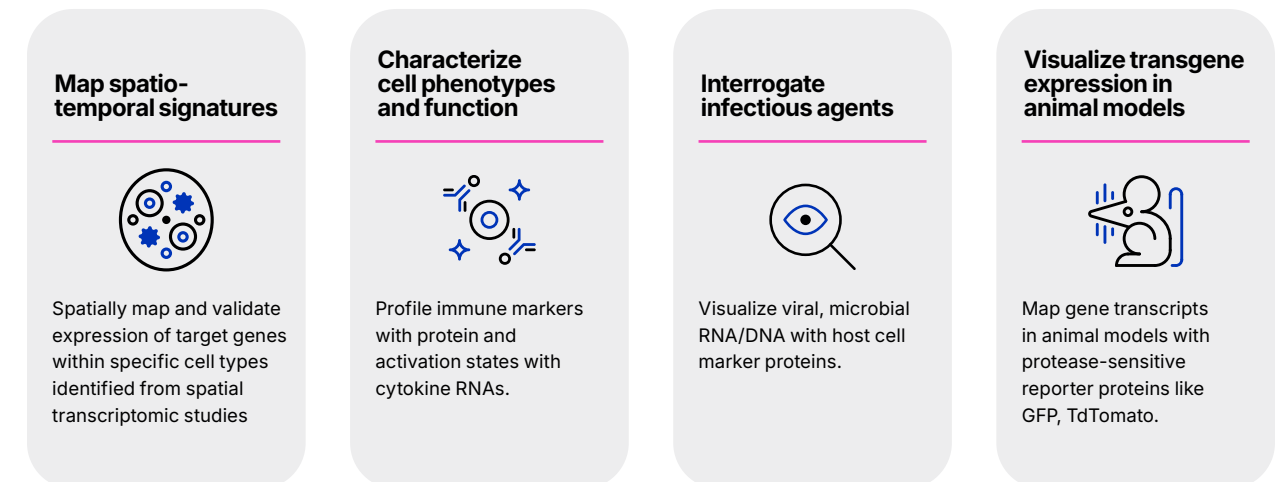 Map spatio-
temporal signatures
Spatially map and validate
expression of target genes
within specific cell types
identified from spatial
transcriptomic studies
Characterize
cell phenotypes
and function
Profile immune markers
with protein and
activation states with
cytokine RNAs.
Interrogate
infectious agents
Visualize viral, microbial
RNA/DNA with host cell
marker proteins.
Visualize transgene
expression in
animal models
Map gene transcripts
in animal models with
protease-sensitive
reporter proteins like
GFP, TdTomato.